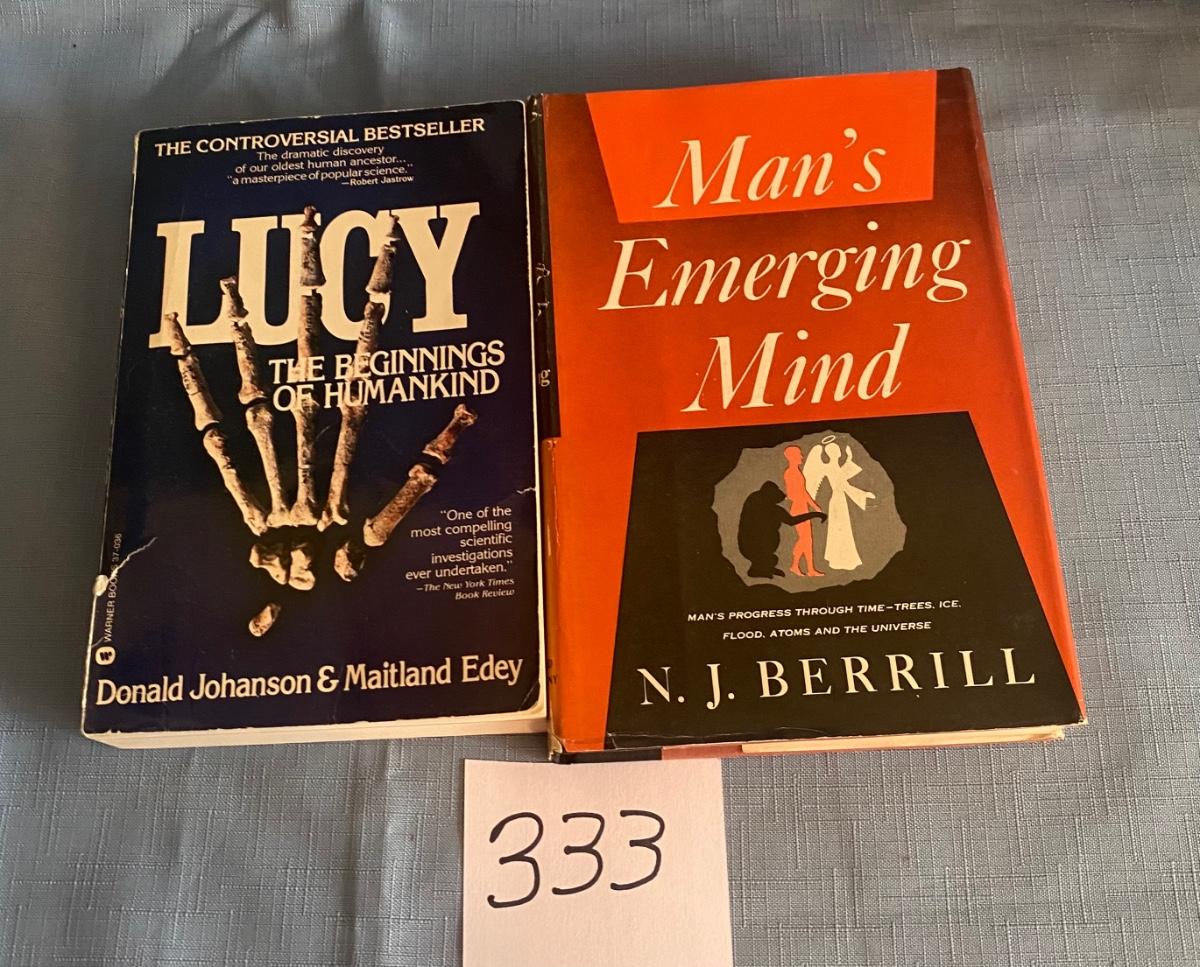 THE CONTROVERSIAL BESTSELLER
The dramatic discovery
of our oldest human ancestor...
"a masterpiece of popular science."
—Robert Jastrow
LUCY
THE BEGINNINGS
OF HUMANKIND
"One of the
most compelling
scientific
investigations
ever undertaken."
—The New York Times
Book Review
WARNER BOOKS 37-036
Donald Johanson & Maitland Edey
Man's
Emerging
Mind
MAN'S PROGRESS THROUGH TIME—TREES, ICE,
FLOOD, ATOMS AND THE UNIVERSE
N. J. BERRILL
333